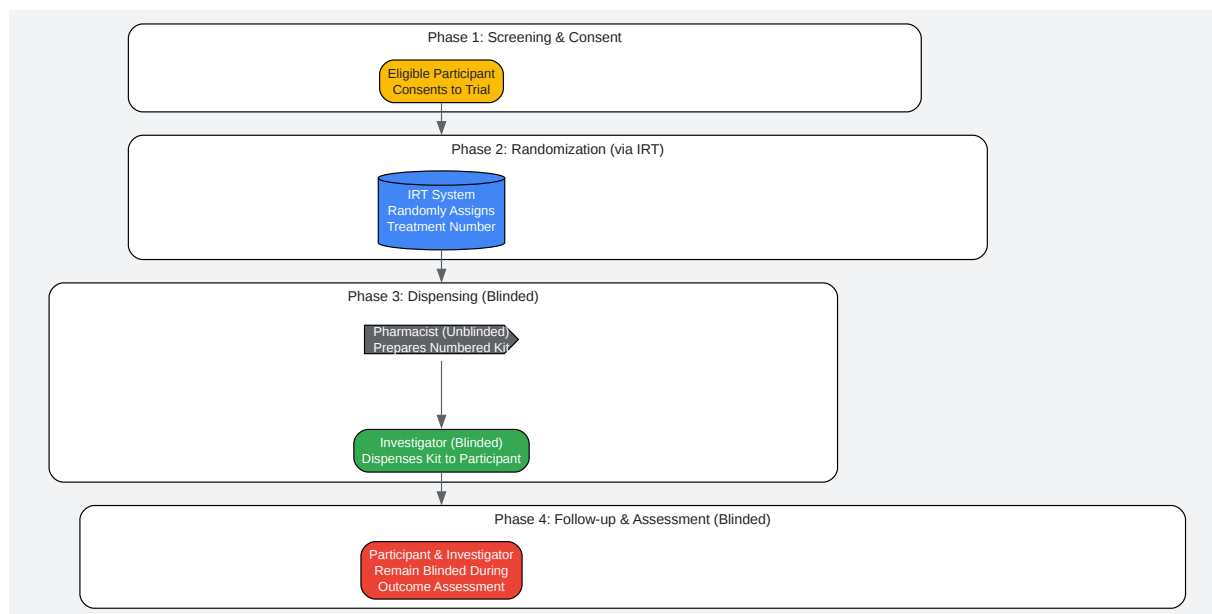 Phase 1: Screening & Consent
Eligible Participant
Consents to Trial
Phase 2: Randomization (via IRT)
IRT System
Randomly Assigns
Treatment Number
Phase 3: Dispensing (Blinded)
Pharmacist (Unblinded)
Prepares Numbered Kit
Investigator (Blinded)
Dispenses Kit to Participant
Phase 4: Follow-up & Assessment (Blinded)
Participant & Investigator
Remain Blinded During
Outcome Assessment